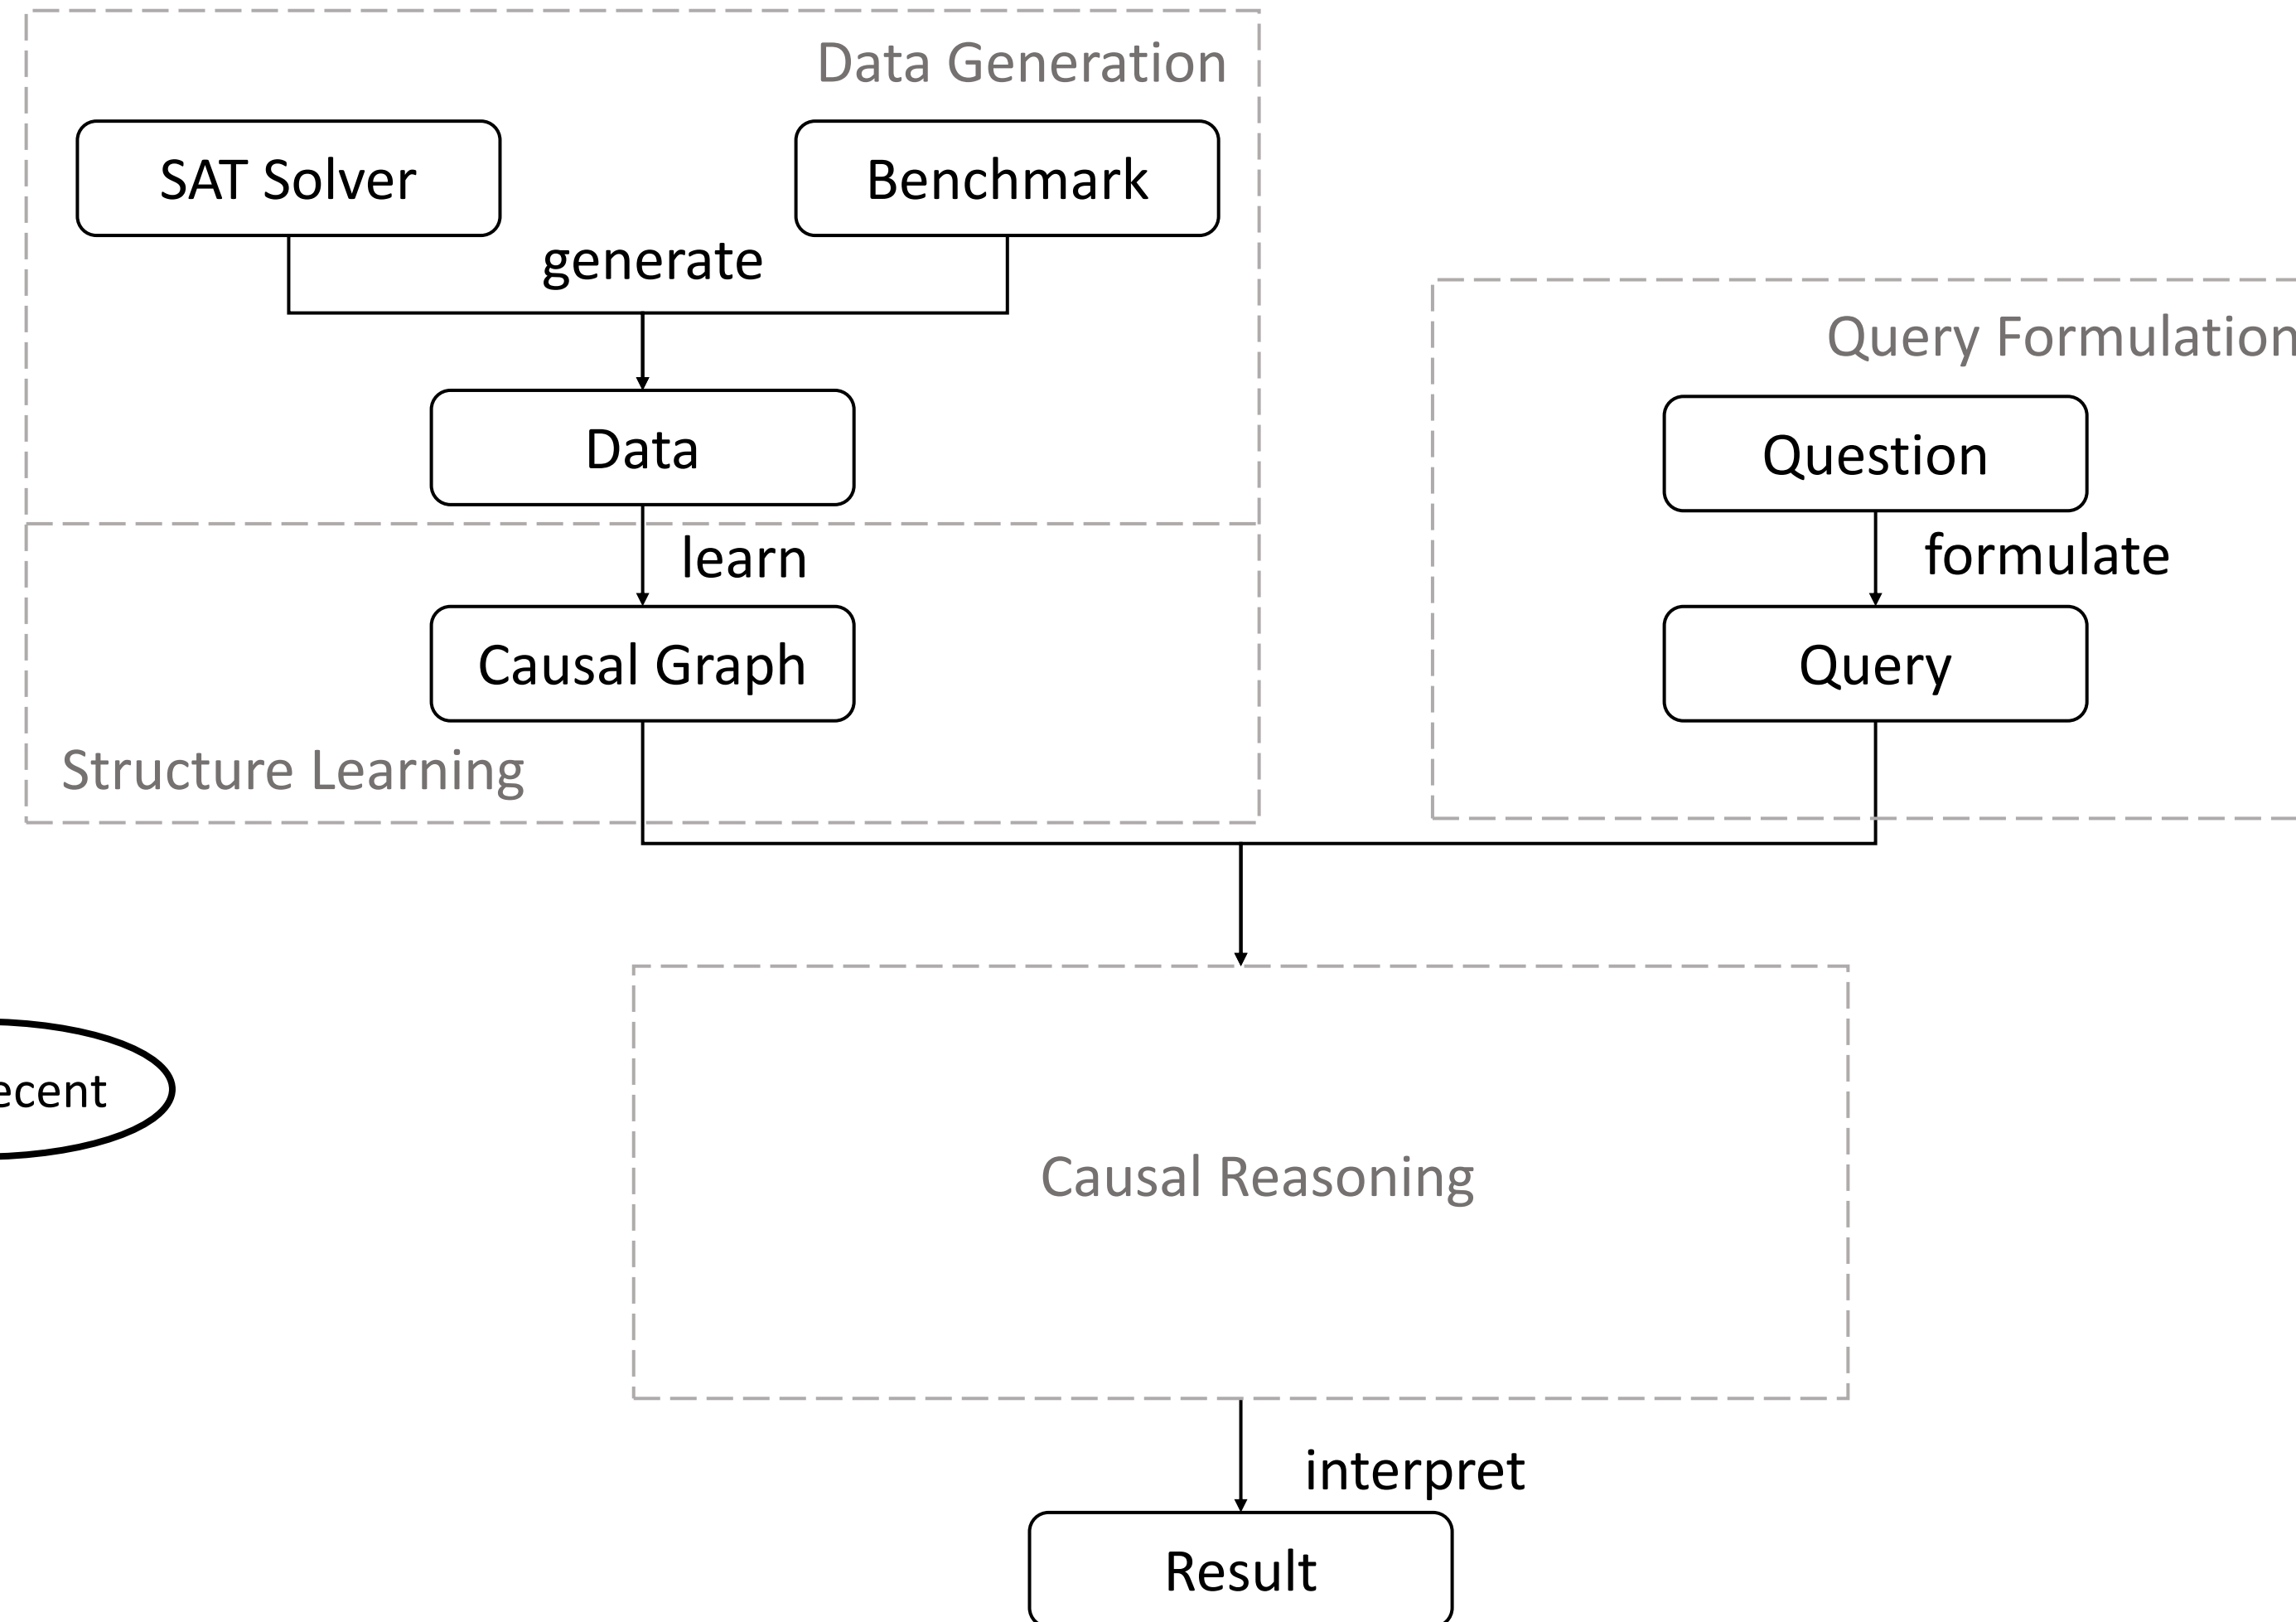 Data Generation
SAT Solver
Benchmark
generate
Query Formulation
Data
Question
learn
formulate
Causal Graph
Query
Structure Learning
Causal Reasoning
interpret
Result